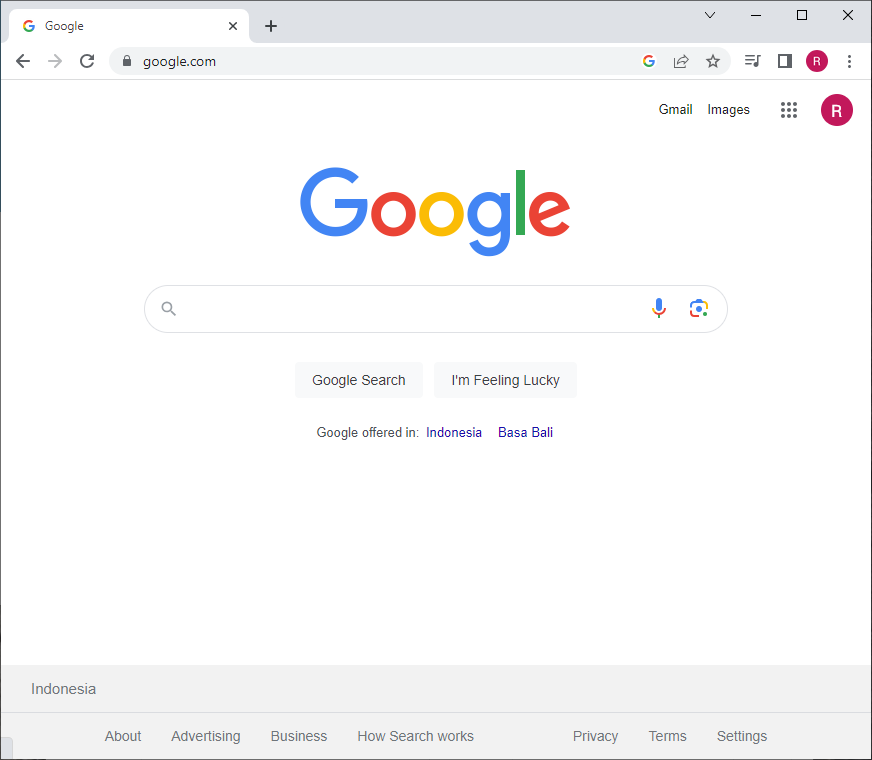 Google
google.com
R
Gmail Images
R
Google
Google Search I'm Feeling Lucky
Google offered in: Indonesia Basa Bali
Indonesia
About Advertising Business How Search works Privacy Terms Settings